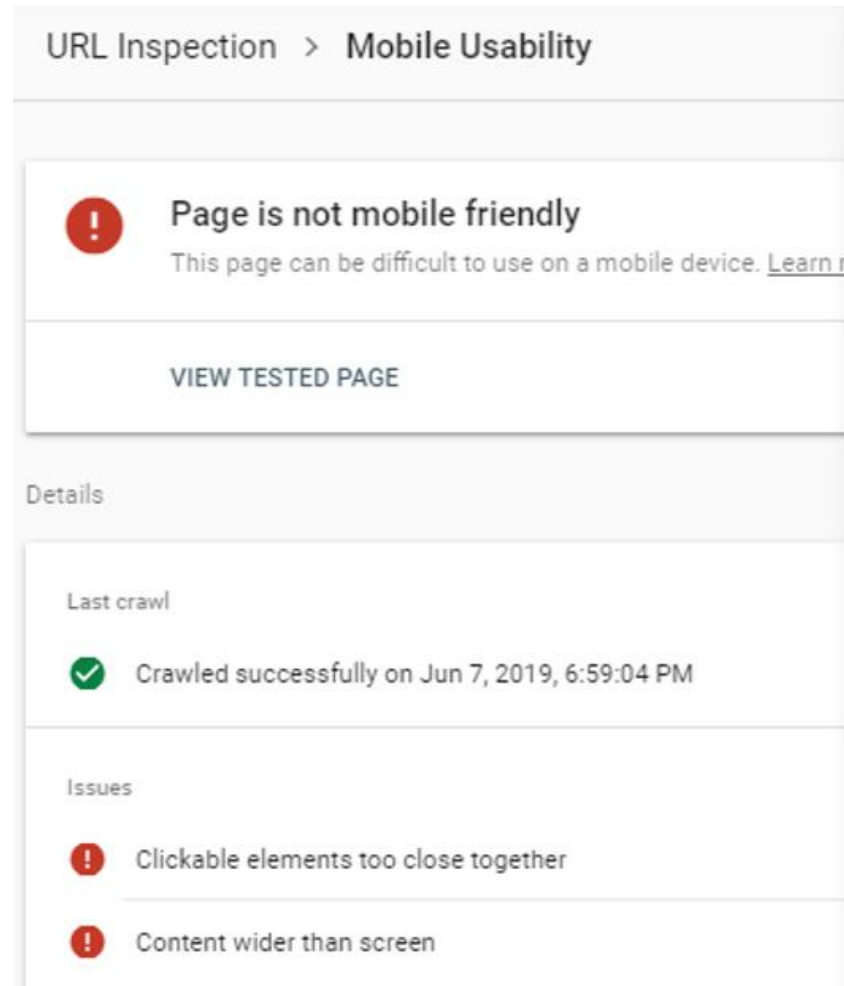 URL Inspection > Mobile Usability
Page is not mobile friendly
This page can be difficult to use on a mobile device. Learn
VIEW TESTED PAGE
Details
Last crawl
Crawled successfully on Jun 7, 2019, 6:59:04 PM
Issues
Clickable elements too close together
Content wider than screen